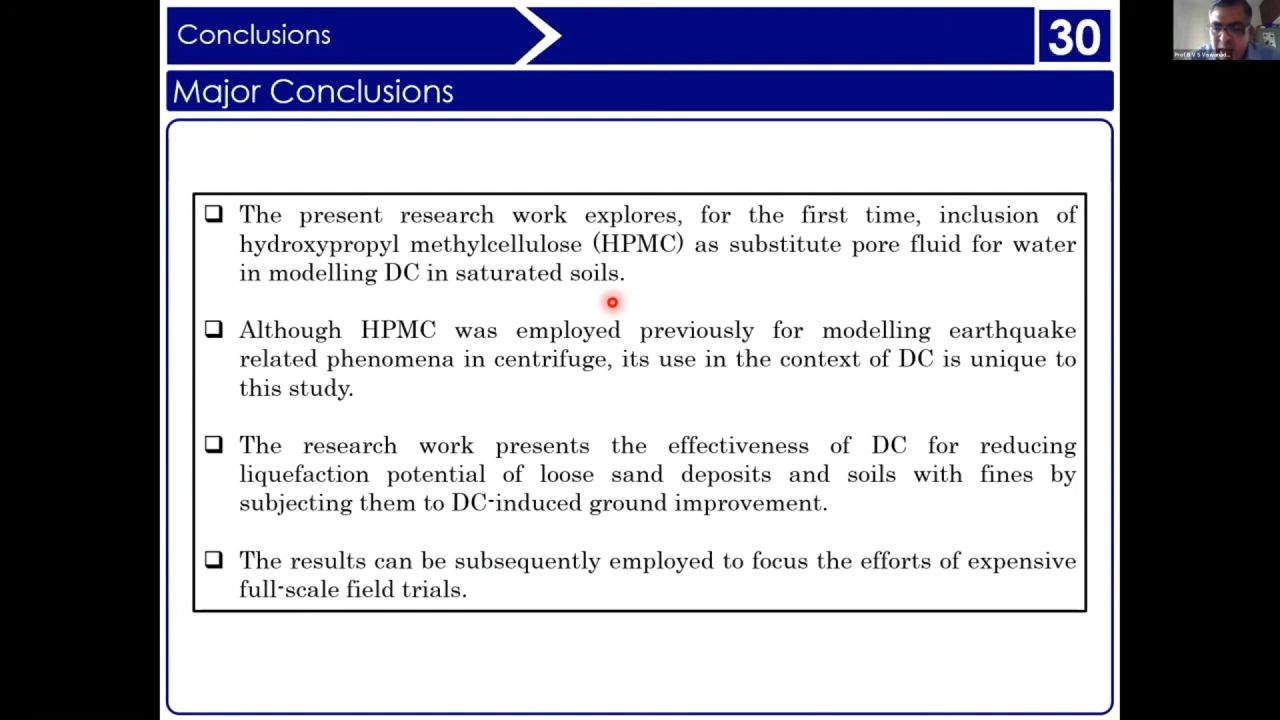 Conclusions
30
Major Conclusions
The present research work explores, for the first time, inclusion of
hydroxypropyl methylcellulose (HPMC) as substitute pore fluid for water
in modelling DC in saturated soils.
Although HPMC was employed previously for modelling earthquake
related phenomena in centrifuge, its use in the context of DC is unique to
this study.
The research work presents the effectiveness of DC for reducing
liquefaction potential of loose sand deposits and soils with fines by
subjecting them to DC-induced ground improvement.
The results can be subsequently employed to focus the efforts of expensive
full-scale field trials.